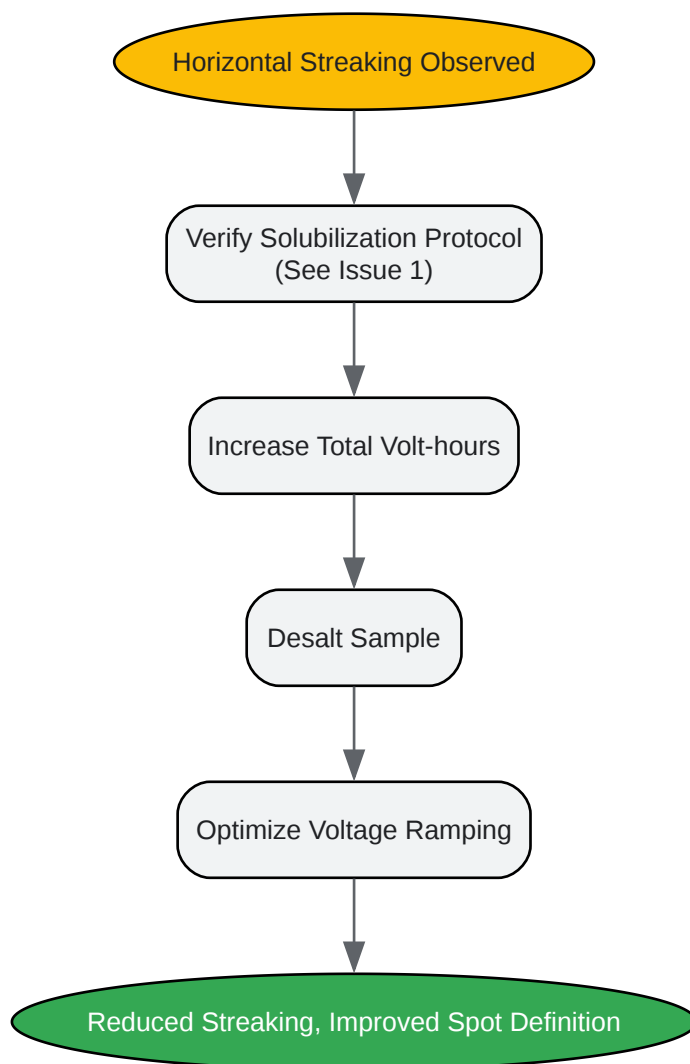 Horizontal Streaking Observed
Verify Solubilization Protocol
(See Issue 1)
Increase Total Volt-hours
Desalt Sample
Optimize Voltage Ramping
Reduced Streaking, Improved Spot Definition